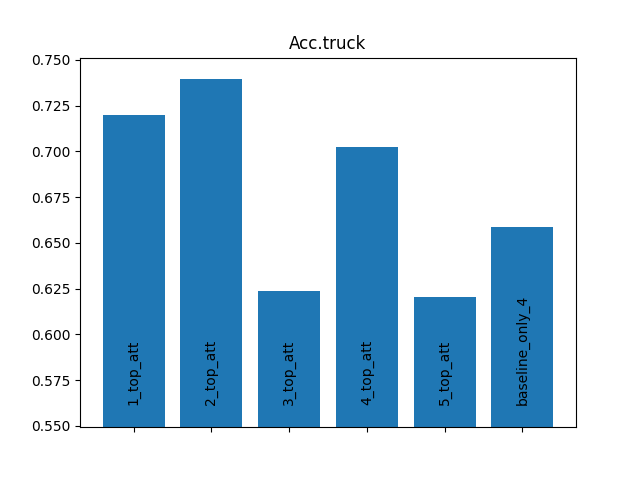 Acc.truck
0.750
0.725
0.700
0.675
0.650
0.625
0.600
0.575
0.550
1_top_att
2_top_att
3_top_att
4_top_att
5_top_att
baseline_only_4